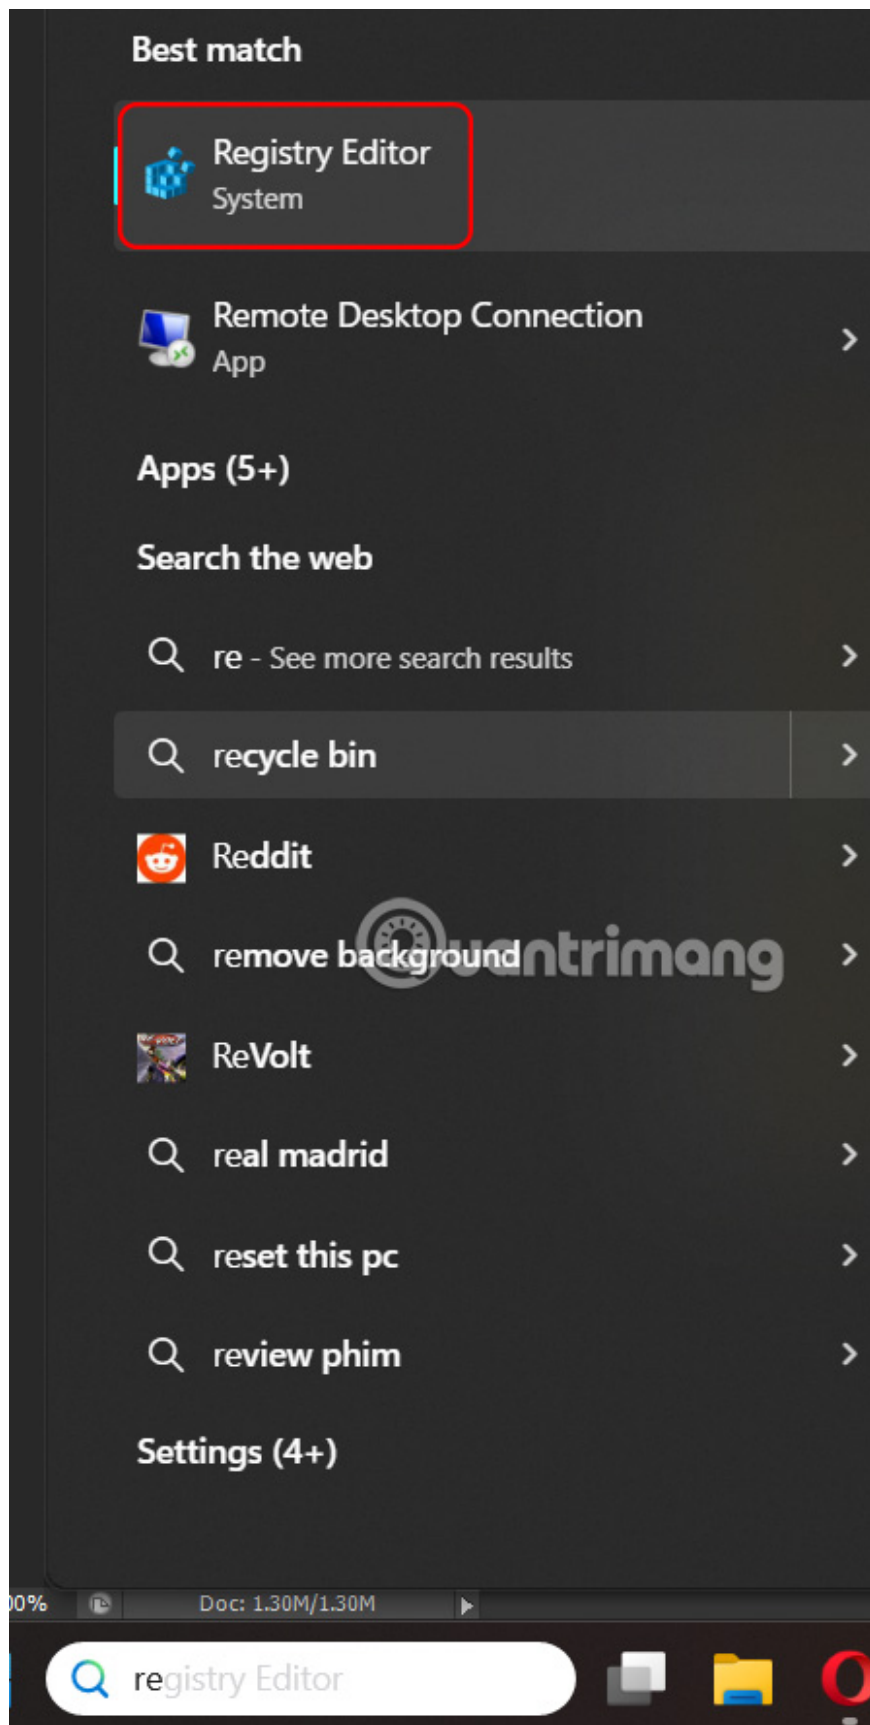 Best match
Registry Editor
System
Remote Desktop Connection
App
Apps (5+)
Search the web
re - See more search results
recycle bin
Reddit
remove background
Quantrimang
ReVolt
real madrid
reset this pc
review phim
Settings (4+)
00% Doc: 1.30M/1.30M
registry Editor